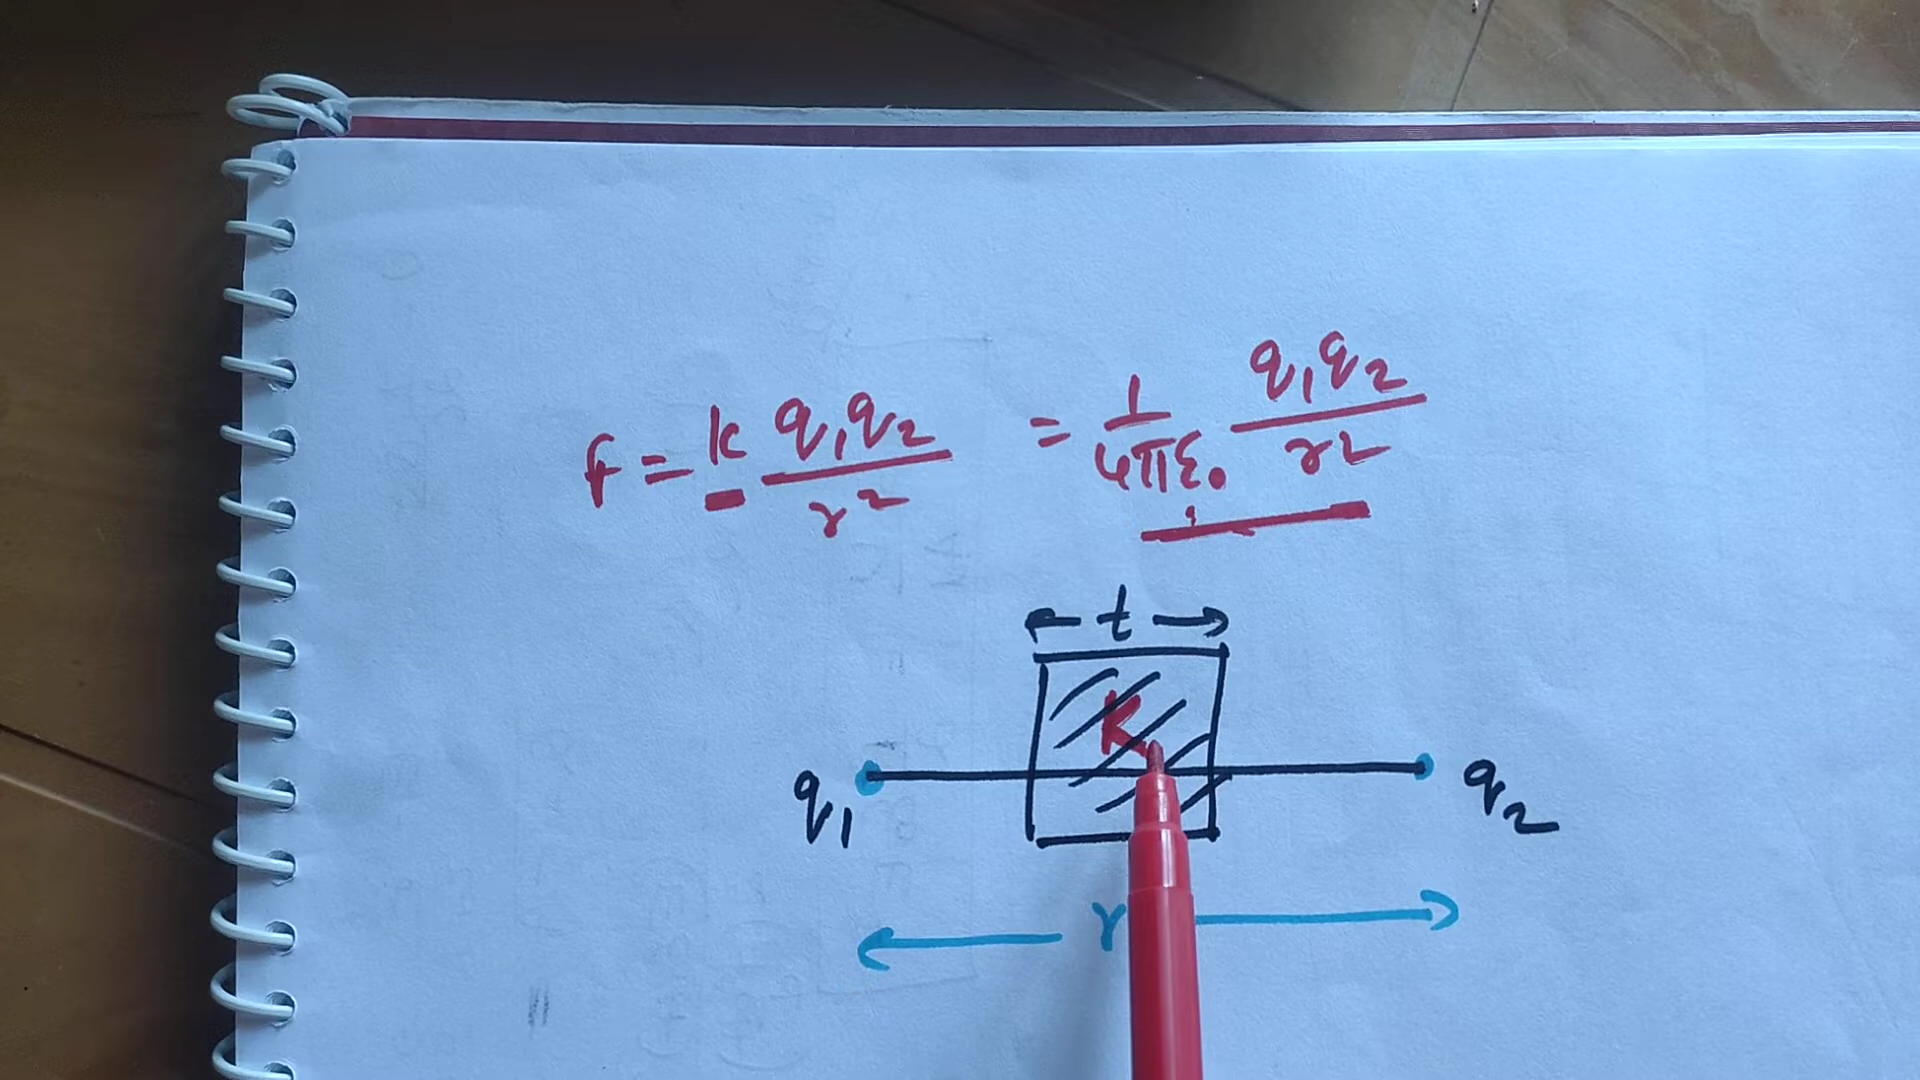 F = k q₁q₂/r² = 1/4πε₀ q₁q₂/r²
← t →
K
q₁ q₂
← r →